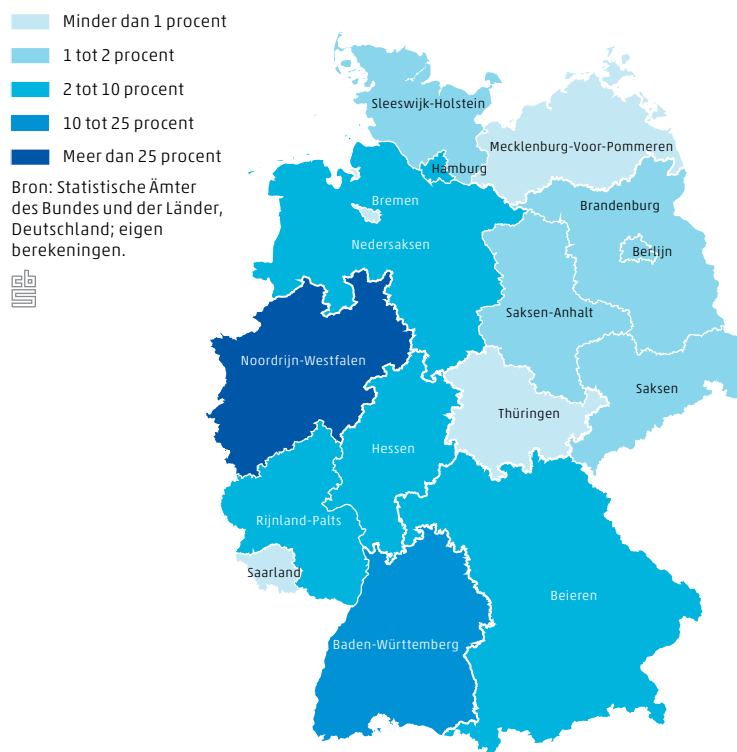 Minder dan 1 procent
1 tot 2 procent
2 tot 10 procent
10 tot 25 procent
Meer dan 25 procent
Bron: Statistische Ämter
des Bundes und der Länder,
Deutschland; eigen
berekeningen.
cbs
Sleeswijk-Holstein
Mecklenburg-Voor-Pommeren
Hamburg
Bremen
Brandenburg
Nedersaksen
Berlijn
Saksen-Anhalt
Noordrijn-Westfalen
Saksen
Thüringen
Hessen
Rijnland-Palts
Saarland
Beieren
Baden-Württemberg